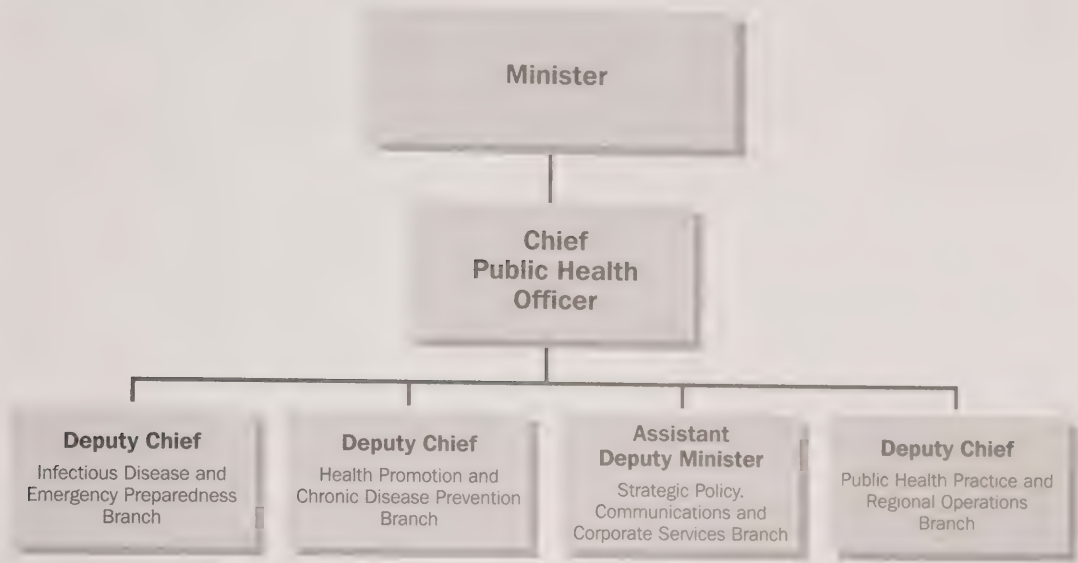 Minister
Chief
Public Health
Officer
Deputy Chief
Infectious Disease and
Emergency Preparedness
Branch
Deputy Chief
Health Promotion and
Chronic Disease Prevention
Branch
Assistant
Deputy Minister
Strategic Policy.
Communications and
Corporate Services Branch
Deputy Chief
Public Health Practice and
Regional Operations
Branch